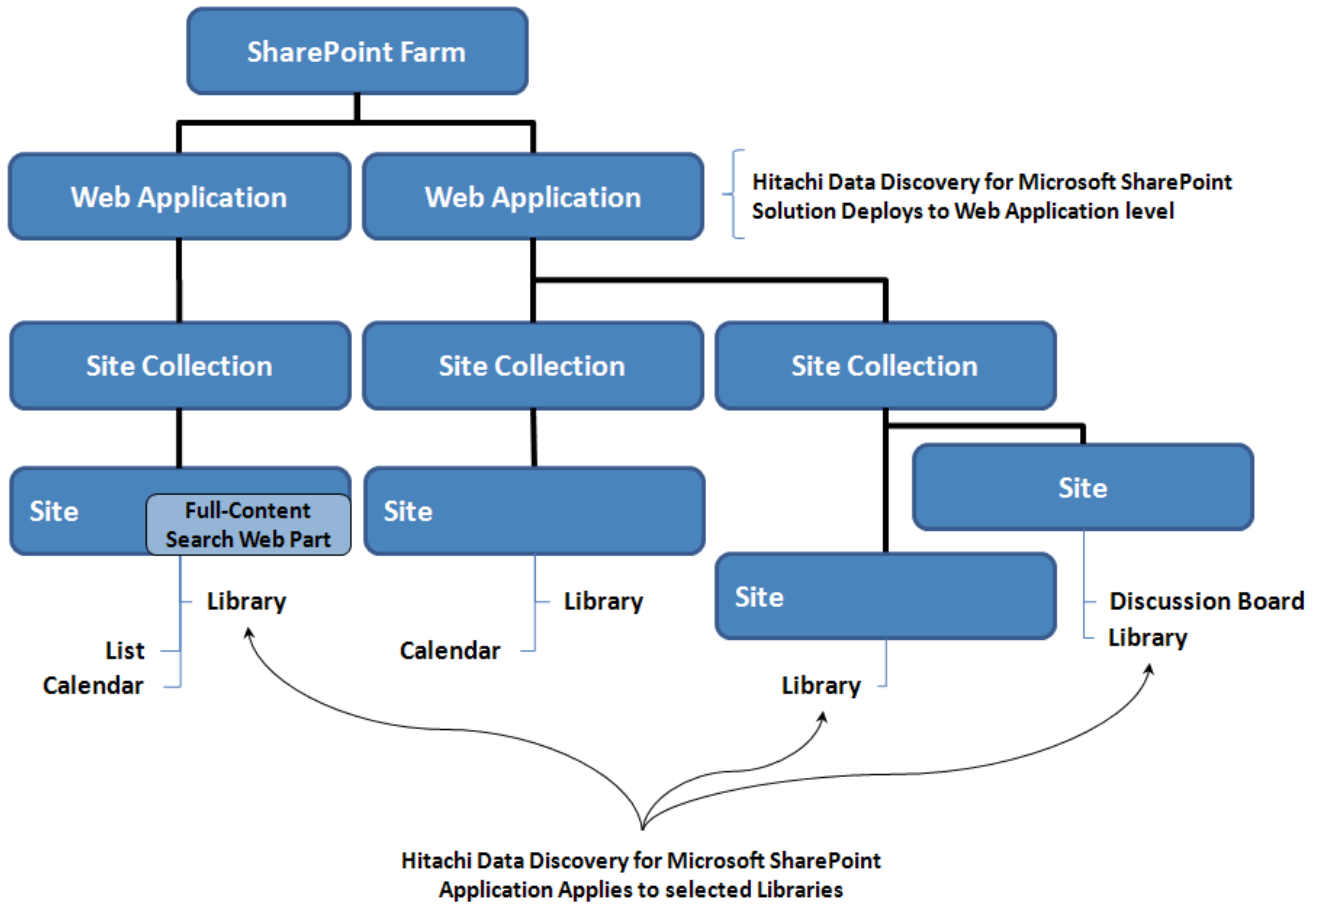 SharePoint Farm
Web Application
Web Application
Hitachi Data Discovery for Microsoft SharePoint
Solution Deploys to Web Application level
Site Collection
Site Collection
Site Collection
Site
Full-Content
Search Web Part
Site
Site
Site
Library
List
Calendar
Library
Calendar
Library
Discussion Board
Library
Hitachi Data Discovery for Microsoft SharePoint
Application Applies to selected Libraries